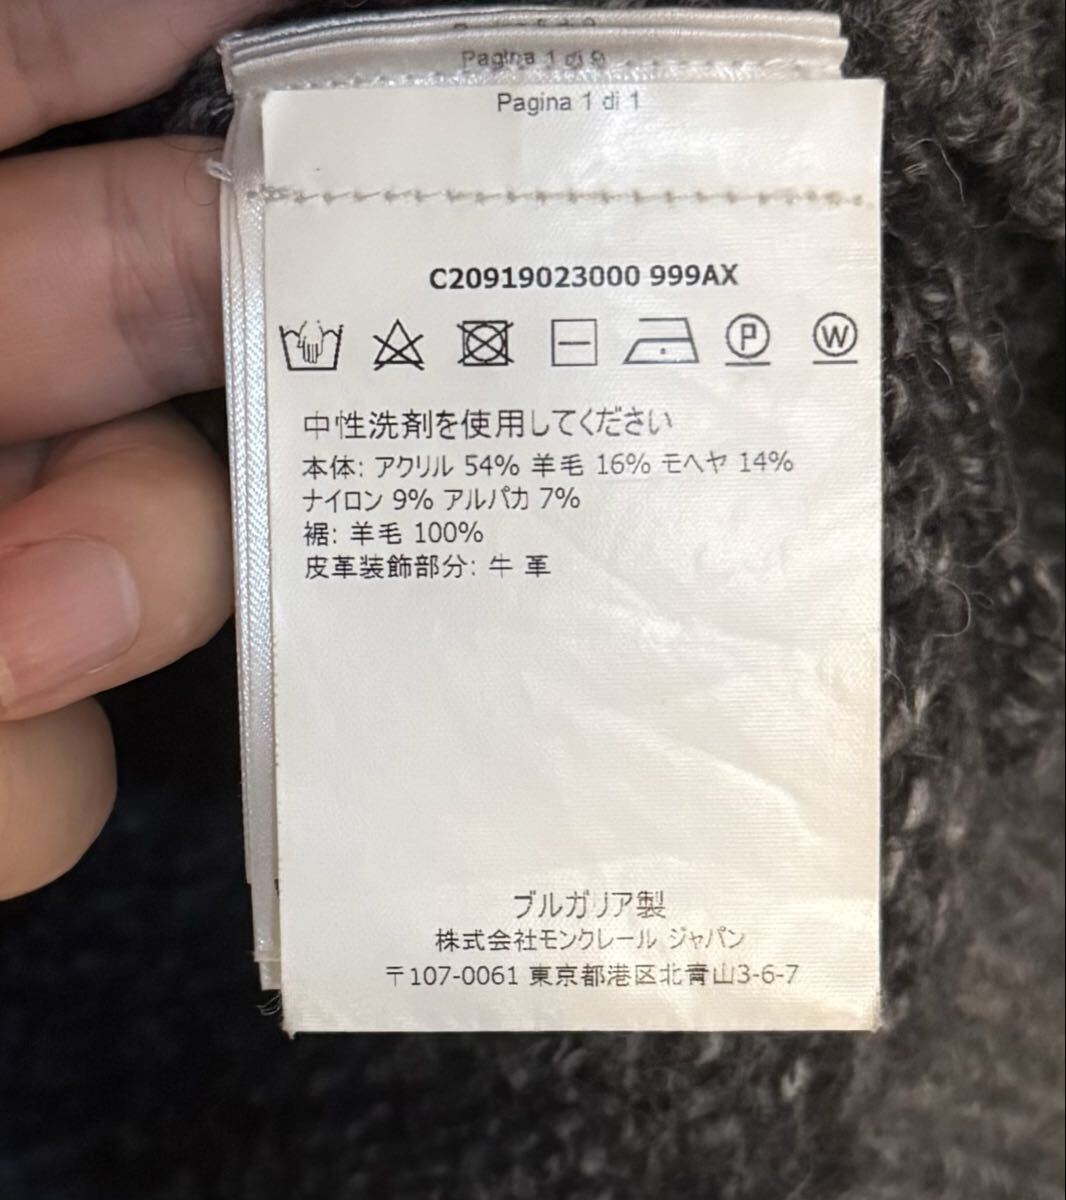 Pagina 1 di 9
Pagina 1 di 1
C20919023000 999AX
P
W
中性洗剤を使用してください
本体: アクリル 54% 羊毛 16% モヘヤ 14%
ナイロン 9% アルパカ 7%
裾: 羊毛 100%
皮革装飾部分: 牛 革
ブルガリア製
株式会社モンクレール ジャパン
〒107-0061 東京都港区北青山3-6-7